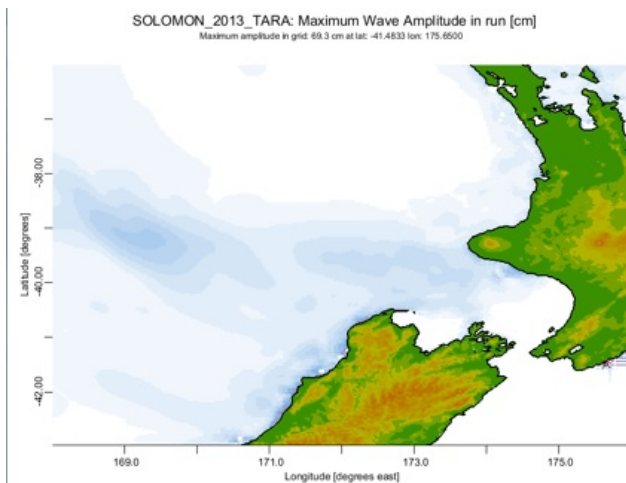 SOLOMON_2013_TARA: Maximum Wave Amplitude in run [cm]
Maximum amplitude in grid: 69.3 cm at lat: -41.4833 lon: 175.6500
-38.00
-40.00
-42.00
Latitude [degrees]
169.0
171.0
173.0
175.0
Longitude [degrees east]